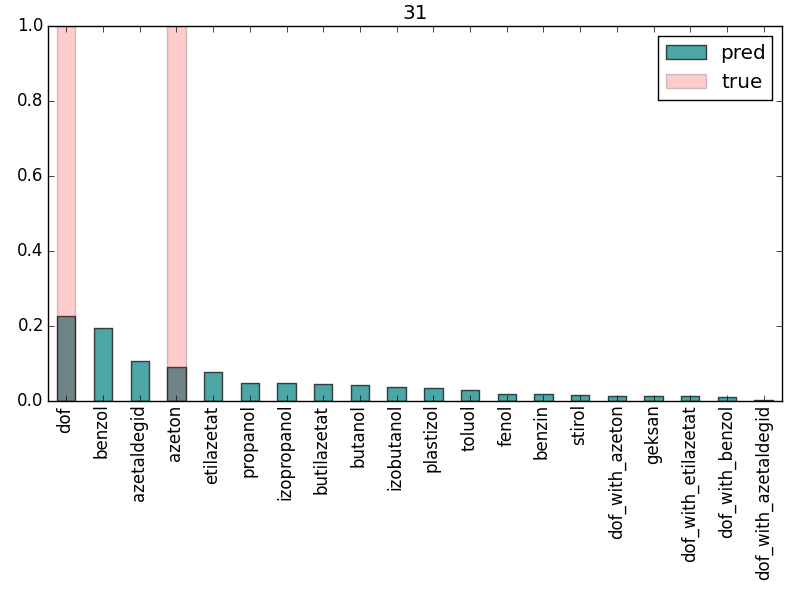 31
1.0
0.8
0.6
0.4
0.2
0.0
pred
true
dof
benzol
azetaldegid
azeton
etilazetat
propanol
izopropanol
butilazetat
butanol
izobutanol
plastizol
toluol
fenol
benzin
stirol
dof_with_azeton
geksan
dof_with_etilazetat
dof_with_benzol
dof_with_azetaldegid